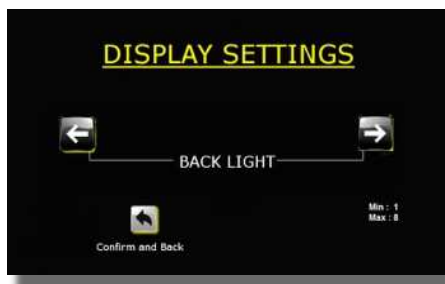 DISPLAY SETTINGS
BACK LIGHT
Min : 1
Max : 8
Confirm and Back